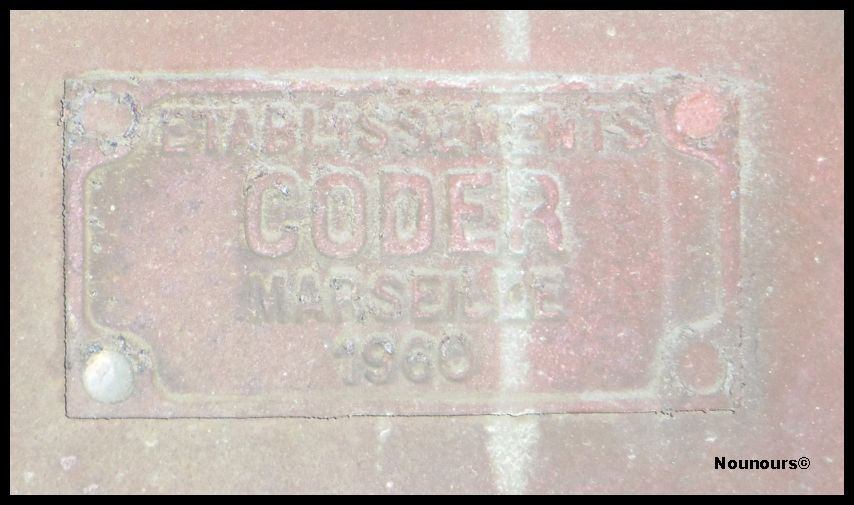 ETABLISSEMENTS
CODER
MARSEILLE
1960
Nounours©